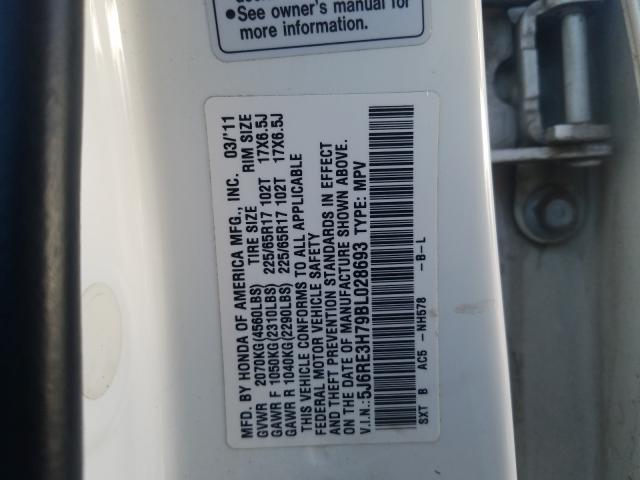 •See owner's manual for
more information.
MFD. BY HONDA OF AMERICA MFG., INC. 03/'11
TIRE SIZE RIM SIZE
GVWR 2070KG(4560LBS)
GAWR F 1050KG(2310LBS) 225/65R17 102T 17X6.5J
GAWR R 1040KG(2290LBS) 225/65R17 102T 17X6.5J
THIS VEHICLE CONFORMS TO ALL APPLICABLE
FEDERAL MOTOR VEHICLE SAFETY
AND THEFT PREVENTION STANDARDS IN EFFECT
ON THE DATE OF MANUFACTURE SHOWN ABOVE.
V.I.N.: 5J6RE3H79BL028693 TYPE: MPV
SXT B AC5 -NH578 -B-L